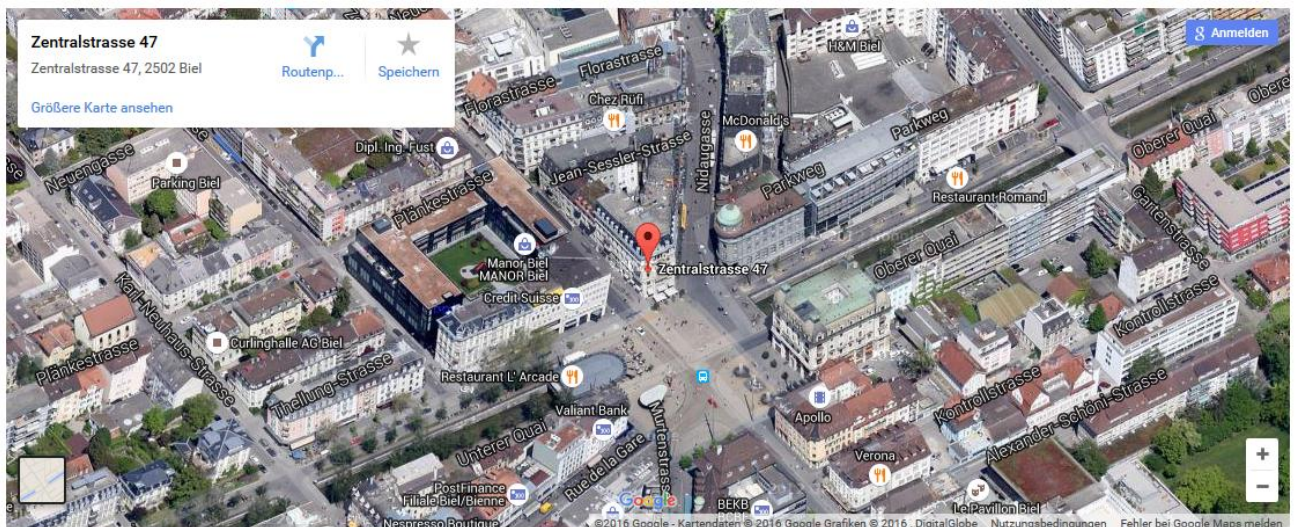 Zentralstrasse 47
Zentralstrasse 47, 2502 Biel
Routenp...
Speichern
Größere Karte ansehen
Anmelden
H&M Biel
Florastrasse
Florastrasse
Neuengasse
Chez Rüfi
McDonald's
Parkweg
Oberer Quai
Dipl. Ing. Fust
Jean-Sessler-Strasse
Nidaugasse
Neuengasse
Parking Biel
Plänkestrasse
Parkweg
Restaurant Romand
Gartenstrasse
Manor Biel
MANOR Biel
Zentralstrasse 47
Oberer Quai
Credit Suisse
Karl-Neuhaus-Strasse
Kontrollstrasse
Curlinghalle AG Biel
Plänkestrasse
Thellung-Strasse
Restaurant L' Arcade
Kontrollstrasse
Valiant Bank
Murtenstrasse
Apollo
Alexander-Schöni-Strasse
Unterer Quai
Rue de la Gare
Verona
PostFinance
Filiale Biel/Bienne
Le Pavillon Biel
Google
BEKB
Nespresso Boutique
©2016 Google - Kartendaten © 2016 Google Grafiken © 2016 , DigitalGlobe
Nutzungsbedingungen
Fehler bei Google Maps melden